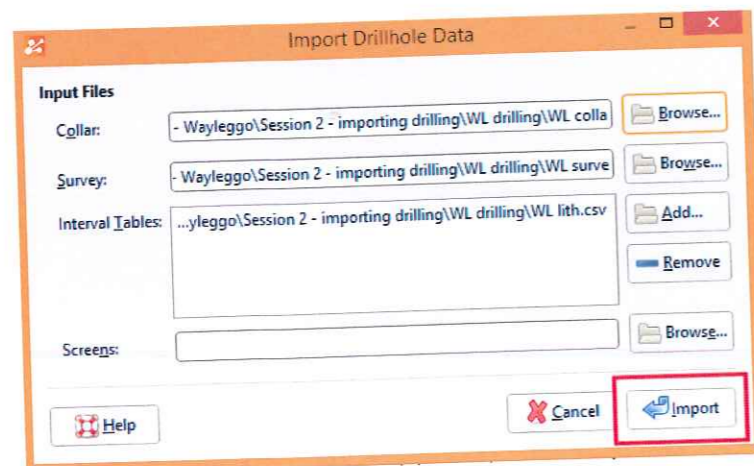 Import Drillhole Data
Input Files
Collar: - Wayleggo\Session 2 - importing drilling\WL drilling\WL colla Browse...
Survey: - Wayleggo\Session 2 - importing drilling\WL drilling\WL surve Browse...
Interval Tables: ...yleggo\Session 2 - importing drilling\WL drilling\WL lith.csv Add...
Remove
Screens: Browse...
Help Cancel Import